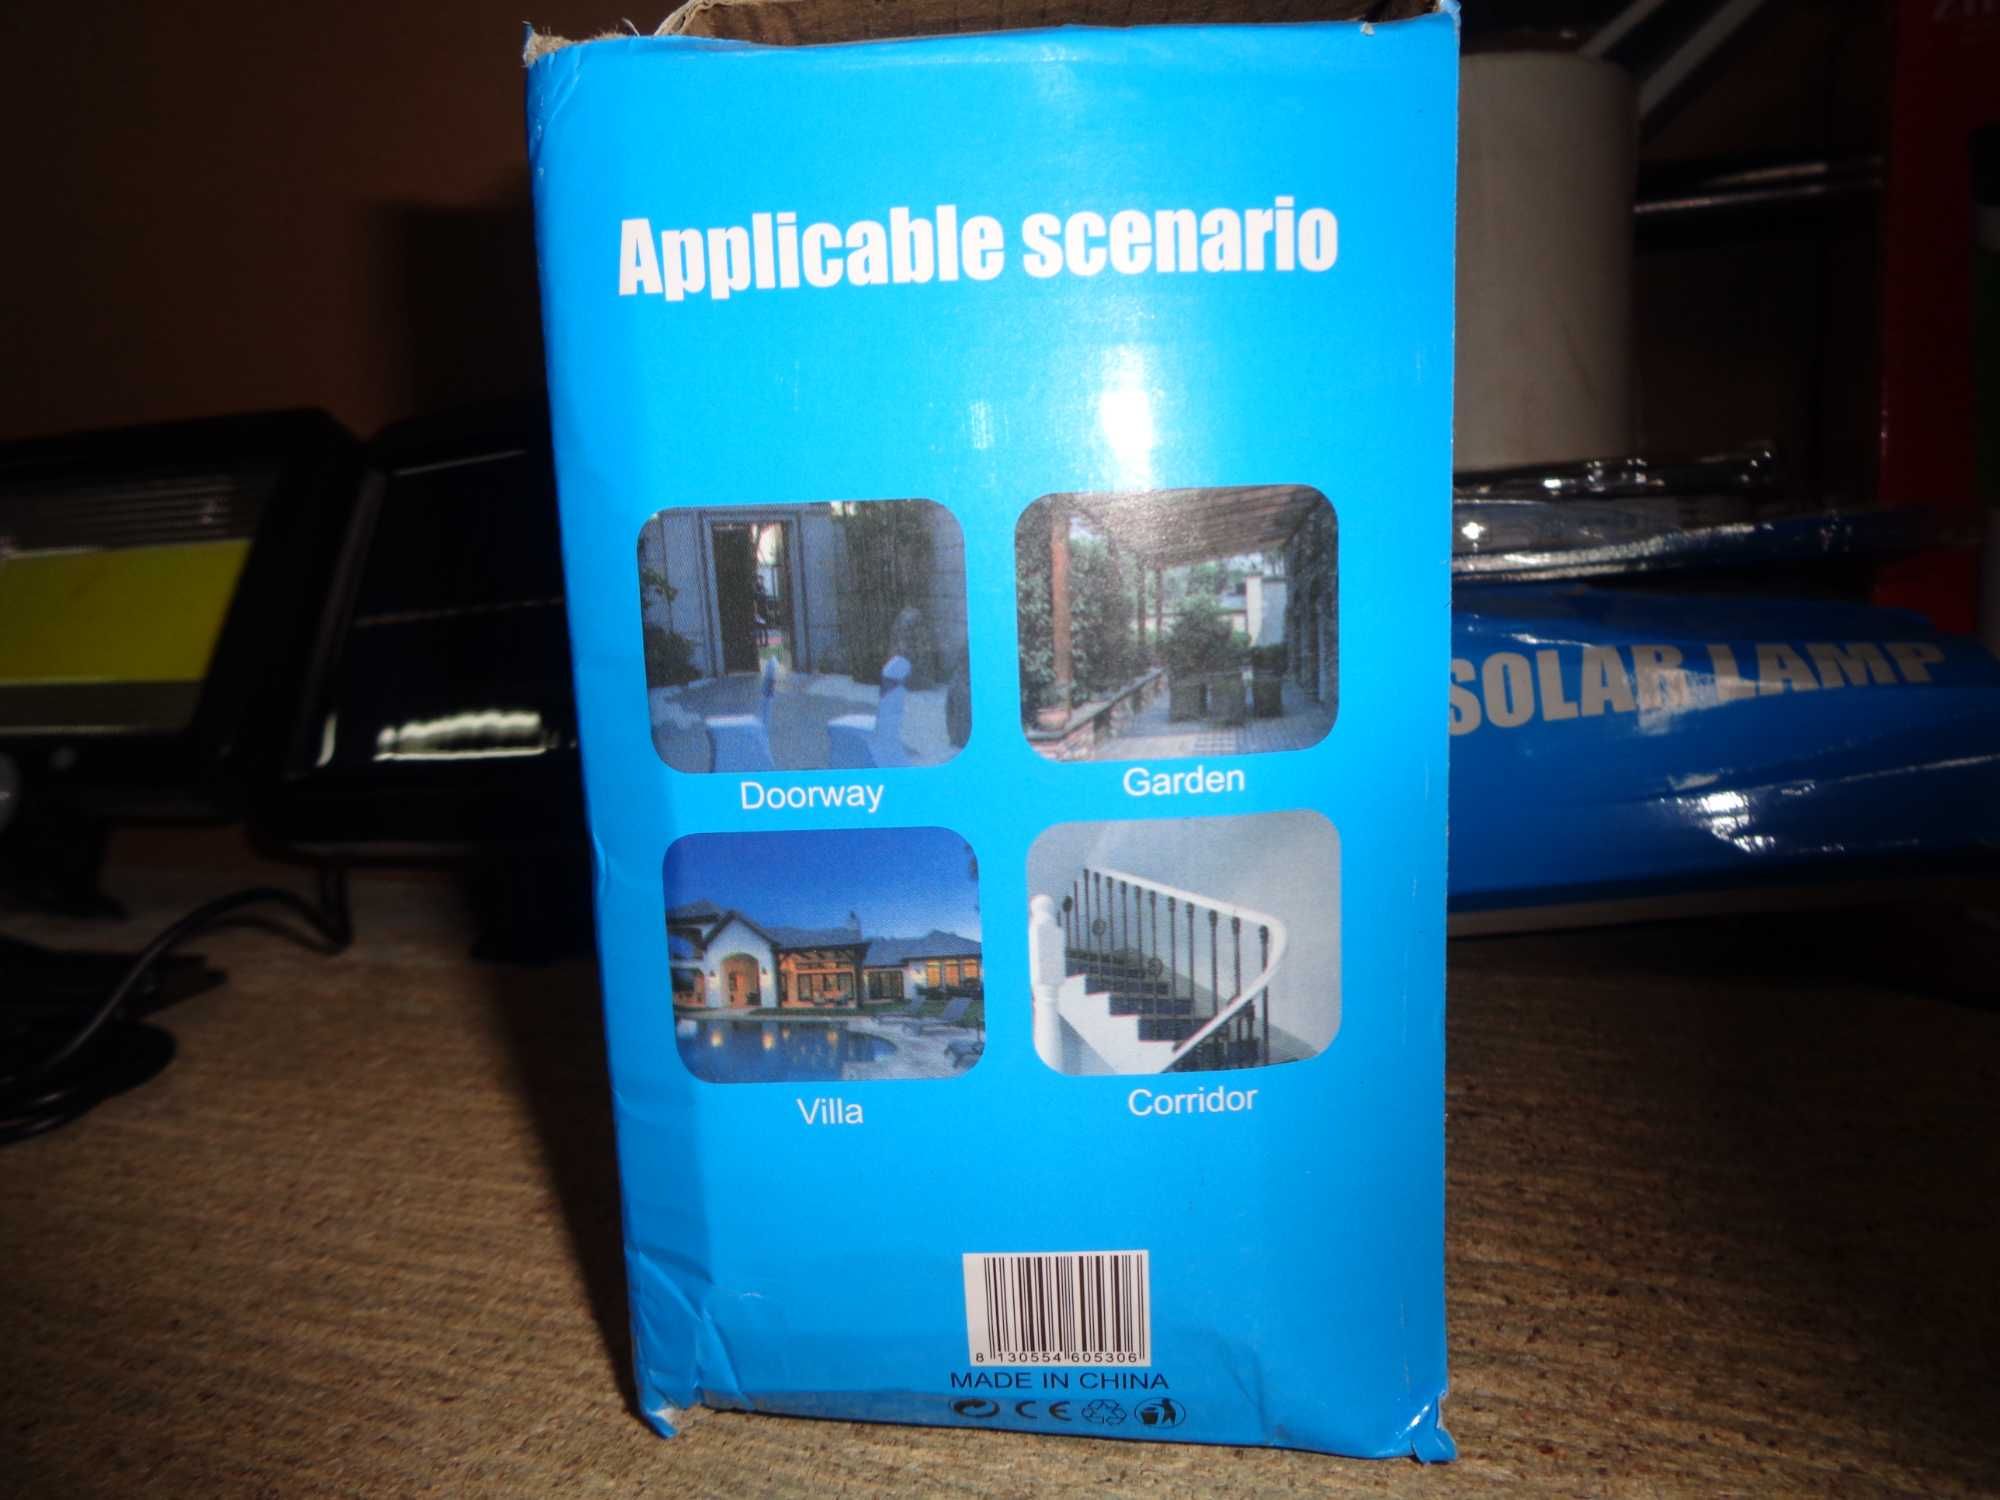 Applicable scenario
SOLAR LAMP
Doorway
Garden
Villa
Corridor
8 130554 605306
MADE IN CHINA
CE